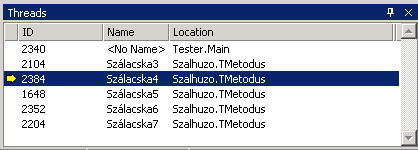 Threads
ID Name Location
2340 <No Name> Tester.Main
2104 Szálacska3 Szalhuzo.TMetodus
2384 Szálacska4 Szalhuzo.TMetodus
1648 Szálacska5 Szalhuzo.TMetodus
2352 Szálacska6 Szalhuzo.TMetodus
2204 Szálacska7 Szalhuzo.TMetodus